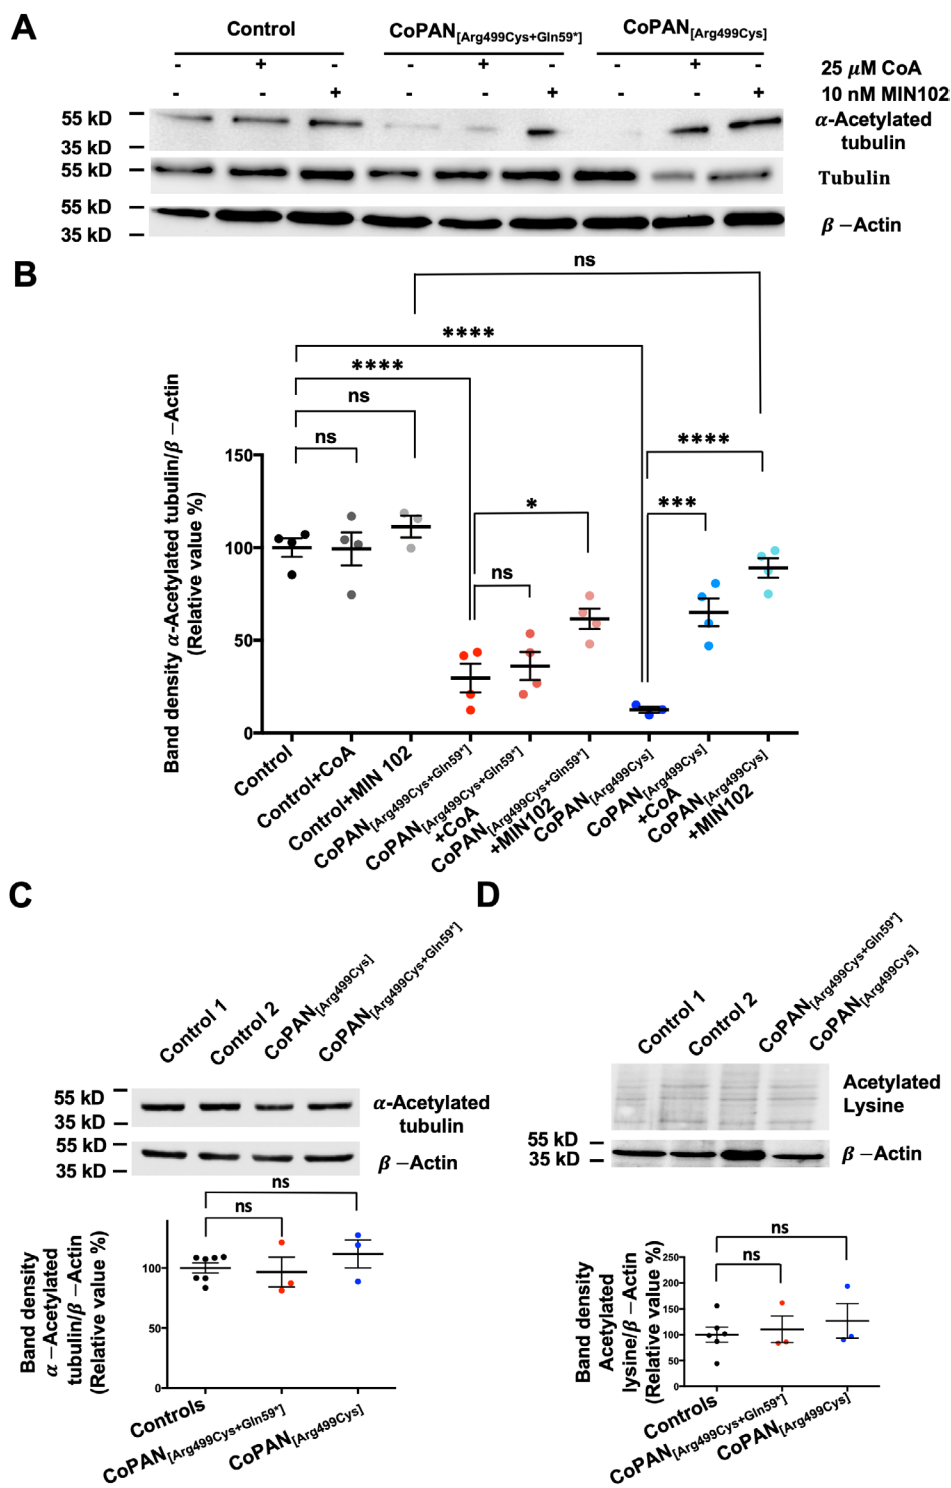 A
Control
CoPAN[Arg499Cys+Gln59*]
CoPAN[Arg499Cys]
- + - - + - - + - 25 μM CoA
- - + - - + - - + 10 nM MIN102
55 kD
35 kD
α-Acetylated
tubulin
55 kD
Tubulin
55 kD
35 kD
β –Actin
B
ns
****
****
ns
ns
****
***
*
ns
Band density α-Acetylated tubulin/β –Actin
(Relative value %)
150
100
50
0
Control
Control+CoA
Control+MIN 102
CoPAN[Arg499Cys+Gln59*]
CoPAN[Arg499Cys+Gln59*]
+CoA
CoPAN[Arg499Cys+Gln59*]
+MIN102
CoPAN[Arg499Cys]
CoPAN[Arg499Cys]
+CoA
CoPAN[Arg499Cys]
+MIN102
C
Control 1
Control 2
CoPAN[Arg499Cys]
CoPAN[Arg499Cys+Gln59*]
55 kD
35 kD
α-Acetylated
tubulin
55 kD
35 kD
β –Actin
ns
ns
Band density
α –Acetylated
tubulin/β –Actin
(Relative value %)
100
50
0
Controls
CoPAN[Arg499Cys+Gln59*]
CoPAN[Arg499Cys]
D
Control 1
Control 2
CoPAN[Arg499Cys+Gln59*]
CoPAN[Arg499Cys]
Acetylated
Lysine
55 kD
35 kD
β –Actin
ns
ns
Band density
Acetylated
lysine/β –Actin
(Relative value %)
250
200
150
100
50
0
Controls
CoPAN[Arg499Cys+Gln59*]
CoPAN[Arg499Cys]